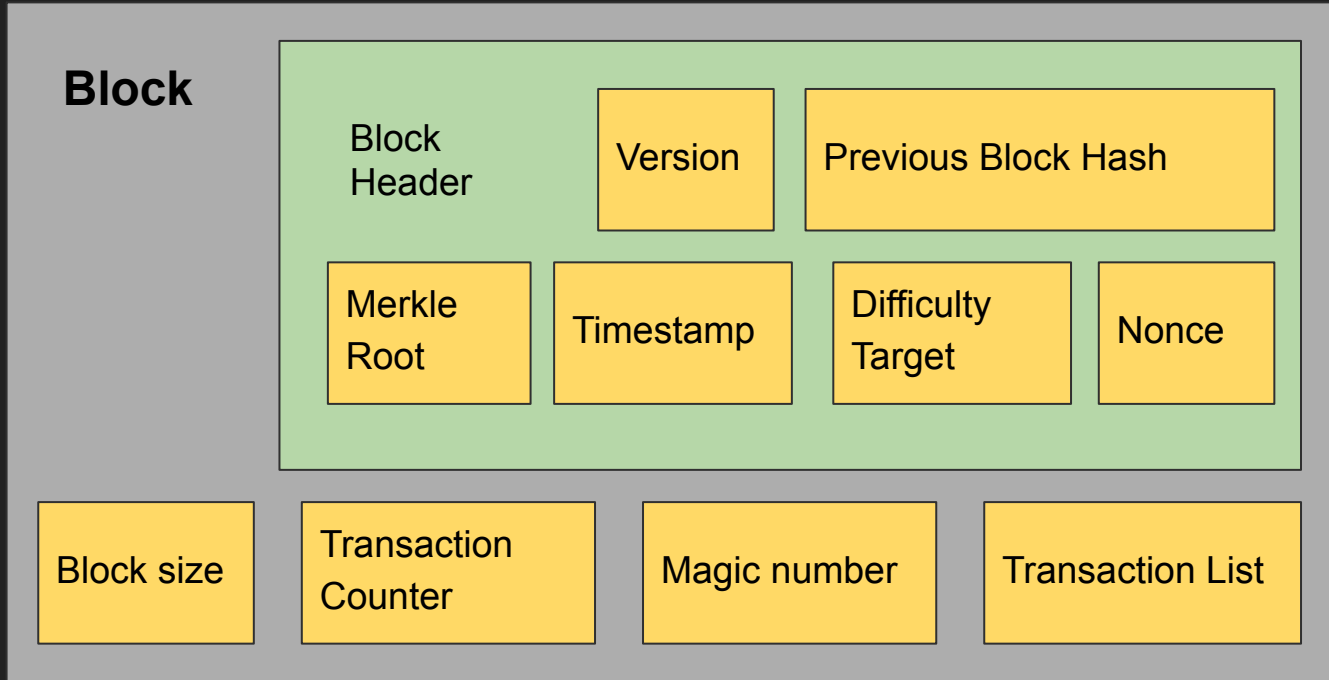 Block
Block
Header
Version
Previous Block Hash
Merkle
Root
Timestamp
Difficulty
Target
Nonce
Block size
Transaction
Counter
Magic number
Transaction List